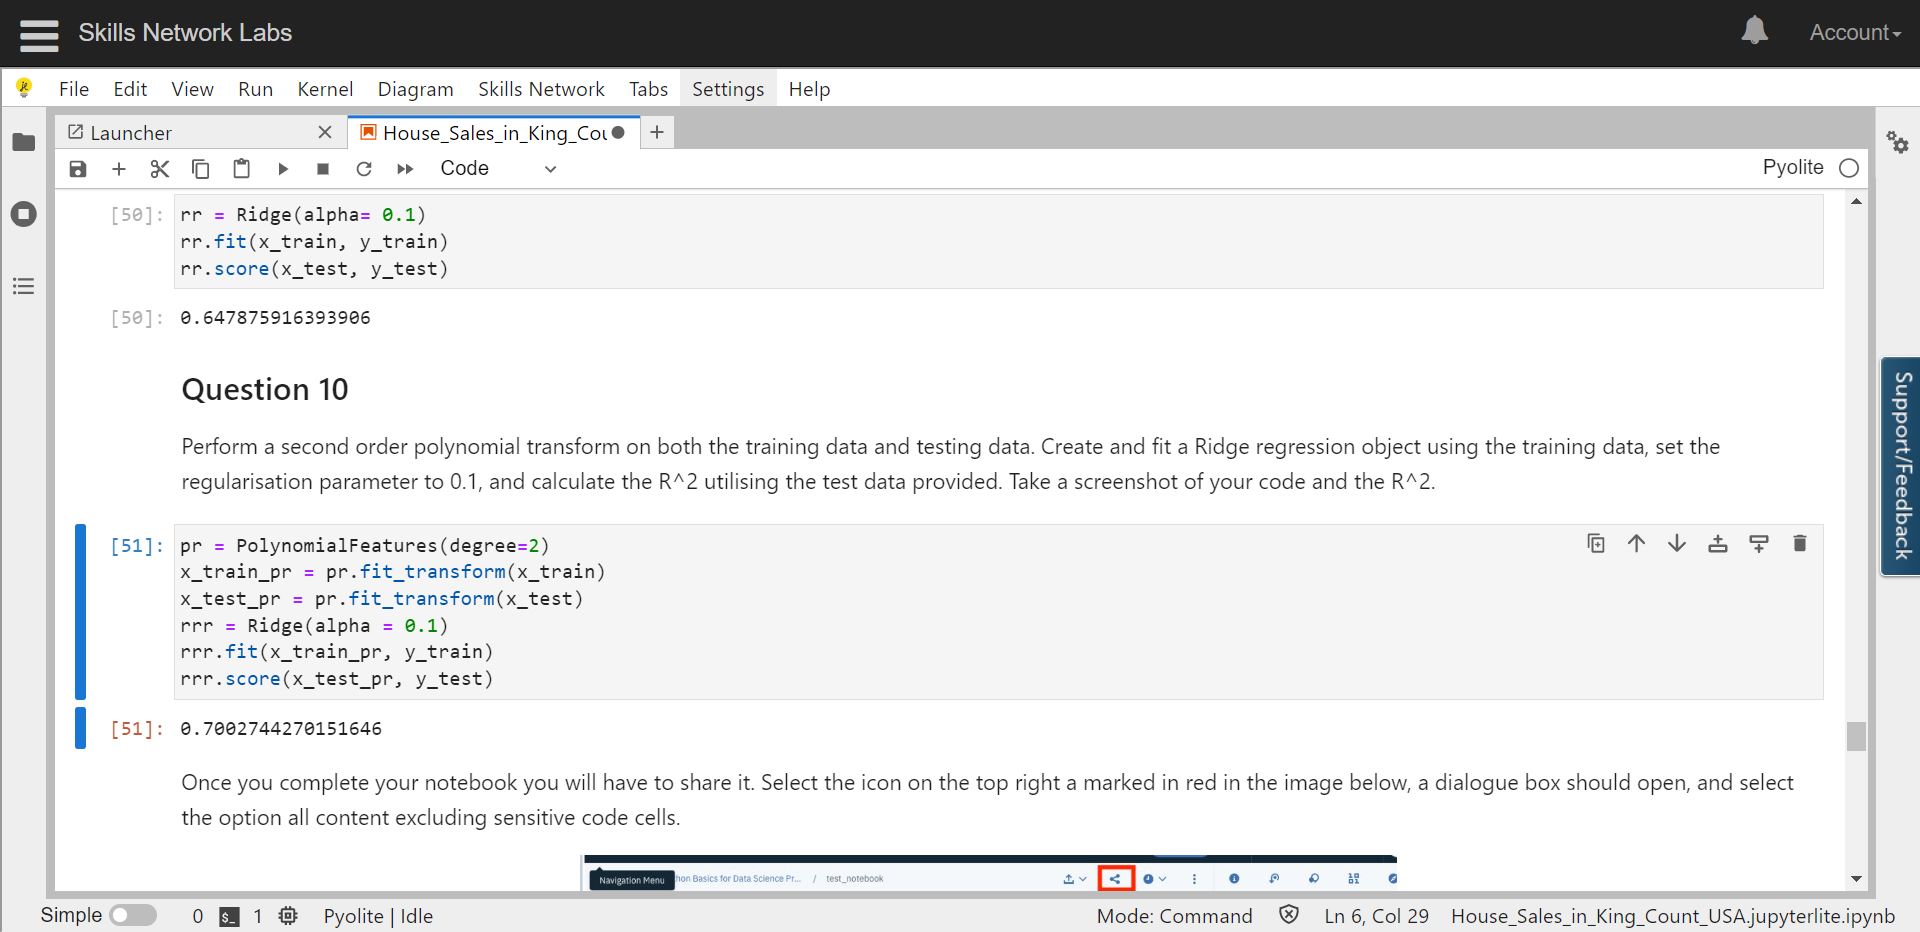 Skills Network Labs
Account
File Edit View Run Kernel Diagram Skills Network Tabs Settings Help
Launcher
House_Sales_in_King_Cou
Code
Pyolite
[50]: rr = Ridge(alpha= 0.1)
rr.fit(x_train, y_train)
rr.score(x_test, y_test)
[50]: 0.647875916393906
Question 10
Perform a second order polynomial transform on both the training data and testing data. Create and fit a Ridge regression object using the training data, set the
regularisation parameter to 0.1, and calculate the R^2 utilising the test data provided. Take a screenshot of your code and the R^2.
[51]: pr = PolynomialFeatures(degree=2)
x_train_pr = pr.fit_transform(x_train)
x_test_pr = pr.fit_transform(x_test)
rrr = Ridge(alpha = 0.1)
rrr.fit(x_train_pr, y_train)
rrr.score(x_test_pr, y_test)
[51]: 0.7002744270151646
Once you complete your notebook you will have to share it. Select the icon on the top right a marked in red in the image below, a dialogue box should open, and select
the option all content excluding sensitive code cells.
Navigation Menu hon Basics for Data Science Pr... / test_notebook
Support/Feedback
Simple 0 $_ 1 Pyolite | Idle Mode: Command Ln 6, Col 29 House_Sales_in_King_Count_USA.jupyterlite.ipynb